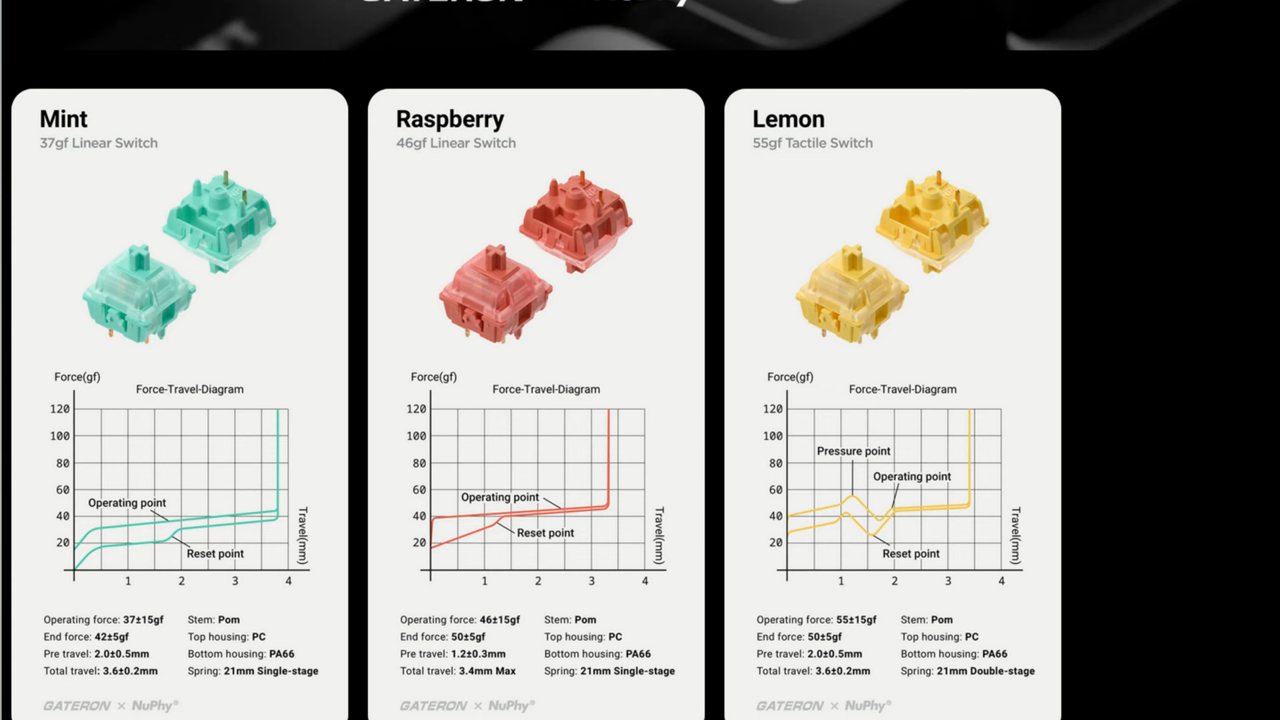 Mint
37gf Linear Switch
Force(gf)
Force-Travel-Diagram
120
100
80
60
40
20
Operating point
Reset point
Travel(mm)
1 2 3 4
Operating force: 37±15gf
End force: 42±5gf
Pre travel: 2.0±0.5mm
Total travel: 3.6±0.2mm
Stem: Pom
Top housing: PC
Bottom housing: PA66
Spring: 21mm Single-stage
GATERON × NuPhy®
Raspberry
46gf Linear Switch
Force(gf)
Force-Travel-Diagram
120
100
80
60
40
20
Operating point
Reset point
Travel(mm)
1 2 3 4
Operating force: 46±15gf
End force: 50±5gf
Pre travel: 1.2±0.3mm
Total travel: 3.4mm Max
Stem: Pom
Top housing: PC
Bottom housing: PA66
Spring: 21mm Single-stage
GATERON × NuPhy®
Lemon
55gf Tactile Switch
Force(gf)
Force-Travel-Diagram
120
100
80
60
40
20
Pressure point
Operating point
Reset point
Travel(mm)
1 2 3 4
Operating force: 55±15gf
End force: 50±5gf
Pre travel: 2.0±0.5mm
Total travel: 3.6±0.2mm
Stem: Pom
Top housing: PC
Bottom housing: PA66
Spring: 21mm Double-stage
GATERON × NuPhy®